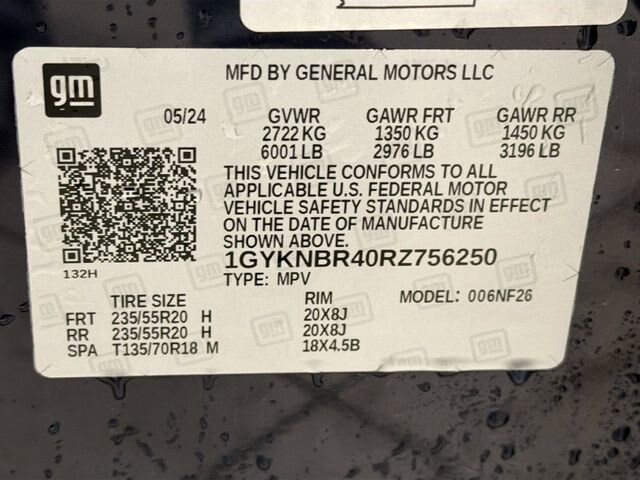 gm
MFD BY GENERAL MOTORS LLC
05/24 GVWR GAWR FRT GAWR RR
2722 KG 1350 KG 1450 KG
6001 LB 2976 LB 3196 LB
THIS VEHICLE CONFORMS TO ALL
APPLICABLE U.S. FEDERAL MOTOR
VEHICLE SAFETY STANDARDS IN EFFECT
ON THE DATE OF MANUFACTURE
SHOWN ABOVE.
132H
1GYKNBR40RZ756250
TYPE: MPV
TIRE SIZE RIM MODEL: 006NF26
FRT 235/55R20 H 20X8J
RR 235/55R20 H 20X8J
SPA T135/70R18 M 18X4.5B